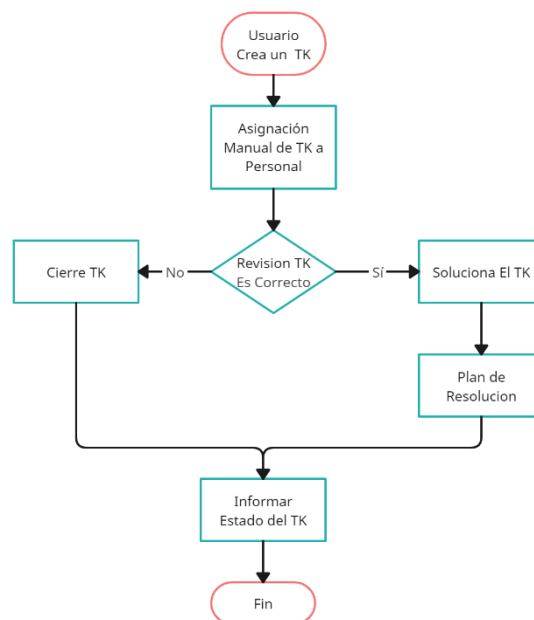 Usuario
Crea un TK
Asignación
Manual de TK a
Personal
Revision TK
Es Correcto
No
Sí
Cierre TK
Soluciona El TK
Plan de
Resolucion
Informar
Estado del TK
Fin